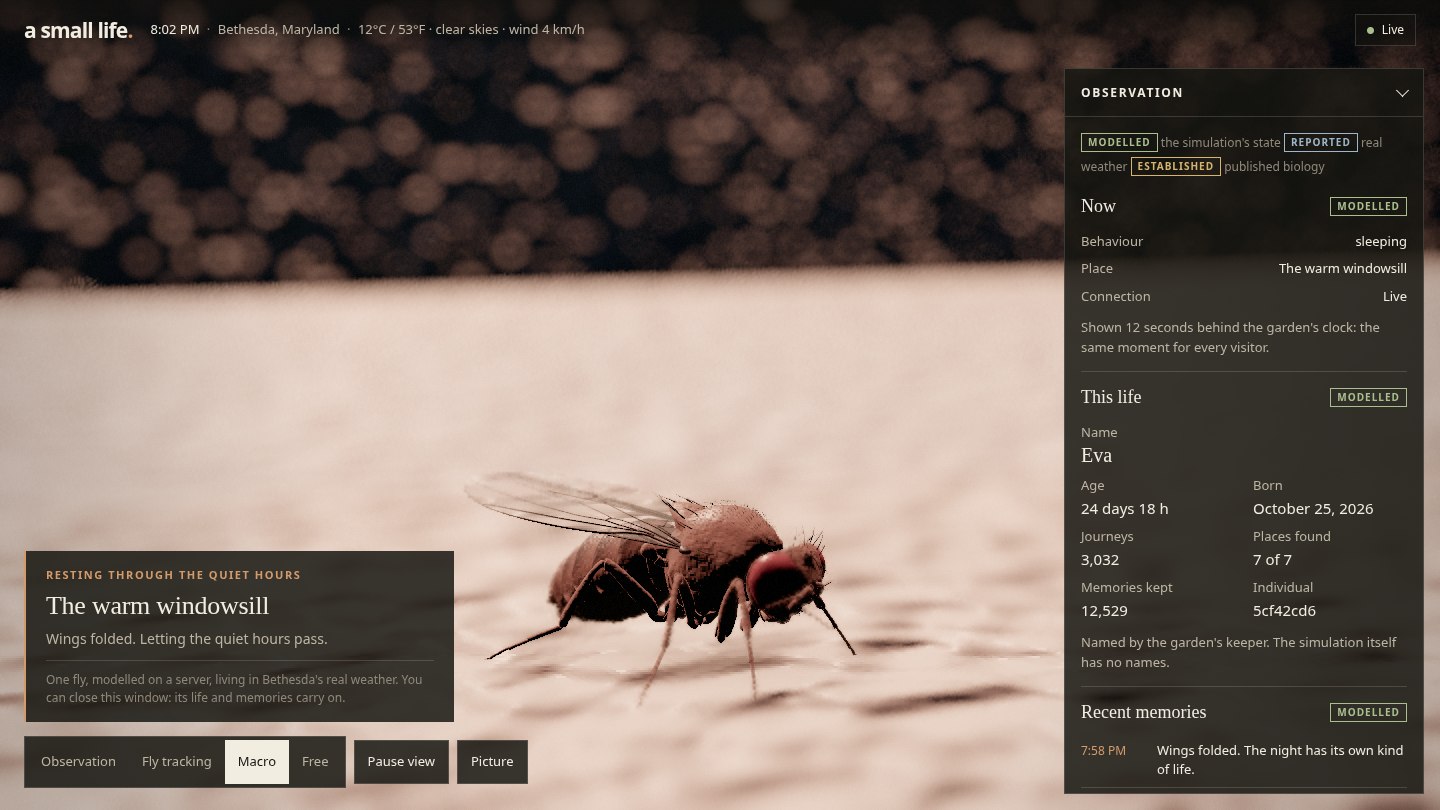 a small life.
8:02 PM · Bethesda, Maryland · 12°C / 53°F · clear skies · wind 4 km/h
Live
OBSERVATION
MODELLED the simulation's state REPORTED real
weather ESTABLISHED published biology
Now MODELLED
Behaviour sleeping
Place The warm windowsill
Connection Live
Shown 12 seconds behind the garden's clock: the
same moment for every visitor.
This life MODELLED
Name
Eva
Age Born
24 days 18 h October 25, 2026
Journeys Places found
3,032 7 of 7
Memories kept Individual
12,529 5cf42cd6
Named by the garden's keeper. The simulation itself
has no names.
Recent memories MODELLED
7:58 PM Wings folded. The night has its own kind
of life.
RESTING THROUGH THE QUIET HOURS
The warm windowsill
Wings folded. Letting the quiet hours pass.
One fly, modelled on a server, living in Bethesda's real weather. You
can close this window: its life and memories carry on.
Observation Fly tracking Macro Free Pause view Picture